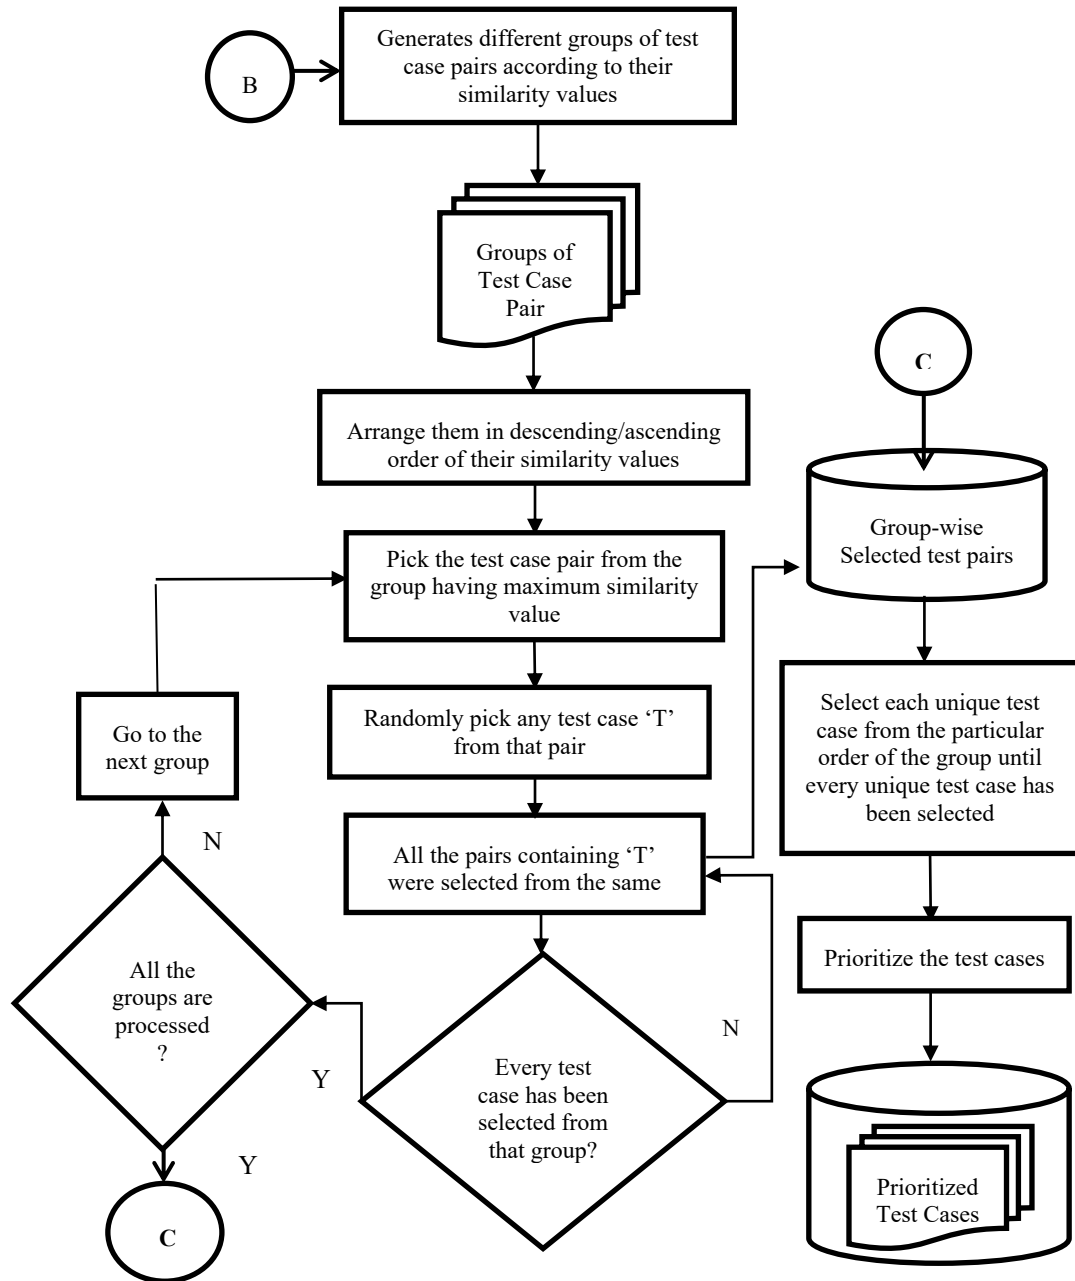 B
Generates different groups of test
case pairs according to their
similarity values
Groups of
Test Case
Pair
Arrange them in descending/ascending
order of their similarity values
Pick the test case pair from the
group having maximum similarity
value
Randomly pick any test case ‘T’
from that pair
All the pairs containing ‘T’
were selected from the same
Every test
case has been
selected from
that group?
N
Y
All the
groups are
processed
?
N
Go to the
next group
Y
C
C
Group-wise
Selected test pairs
Select each unique test
case from the particular
order of the group until
every unique test case has
been selected
Prioritize the test cases
Prioritized
Test Cases